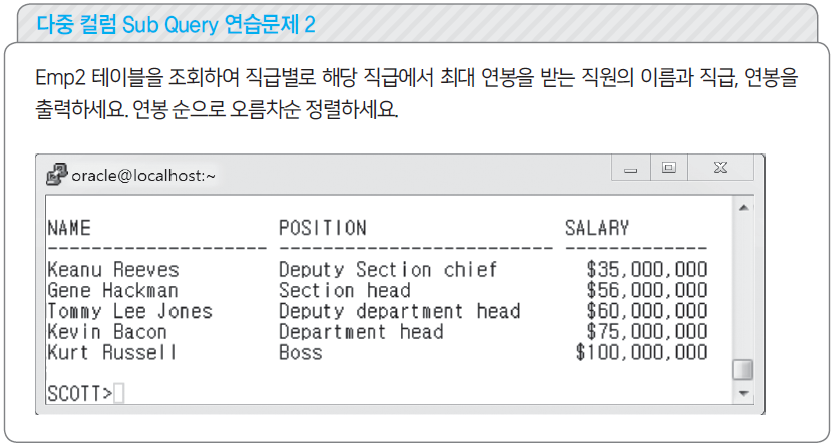 다중 컬럼 Sub Query 연습문제 2
Emp2 테이블을 조회하여 직급별로 해당 직급에서 최대 연봉을 받는 직원의 이름과 직급, 연봉을
출력하세요. 연봉 순으로 오름차순 정렬하세요.
oracle@localhost:~
NAME POSITION SALARY
-------------------- ------------------------- -------------
Keanu Reeves Deputy Section chief $35,000,000
Gene Hackman Section head $56,000,000
Tommy Lee Jones Deputy department head $60,000,000
Kevin Bacon Department head $75,000,000
Kurt Russell Boss $100,000,000
SCOTT>